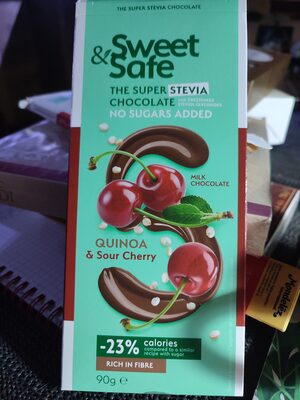 THE SUPER STEVIA CHOCOLATE
Sweet
& Safe
THE SUPER STEVIA
CHOCOLATE
NO SUGARS ADDED
MILK
CHOCOLATE
QUINOA
& Sour Cherry
-23% calories
compared to a similar
recipe with sugar
RICH IN FIBRE
90g e